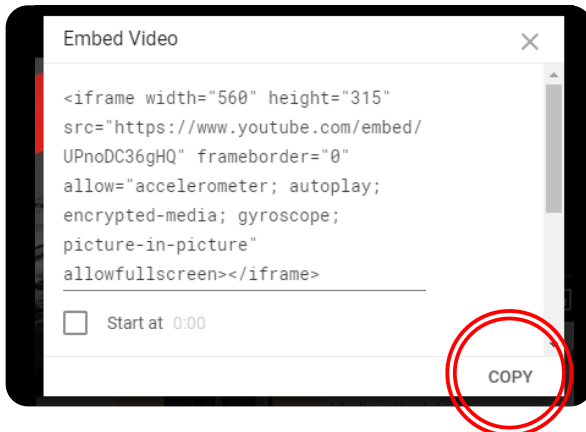 Embed Video
<iframe width="560" height="315"
src="https://www.youtube.com/embed/
UPnoDC36gHQ" frameborder="0"
allow="accelerometer; autoplay;
encrypted-media; gyroscope;
picture-in-picture"
allowfullscreen></iframe>
Start at 0:00
COPY